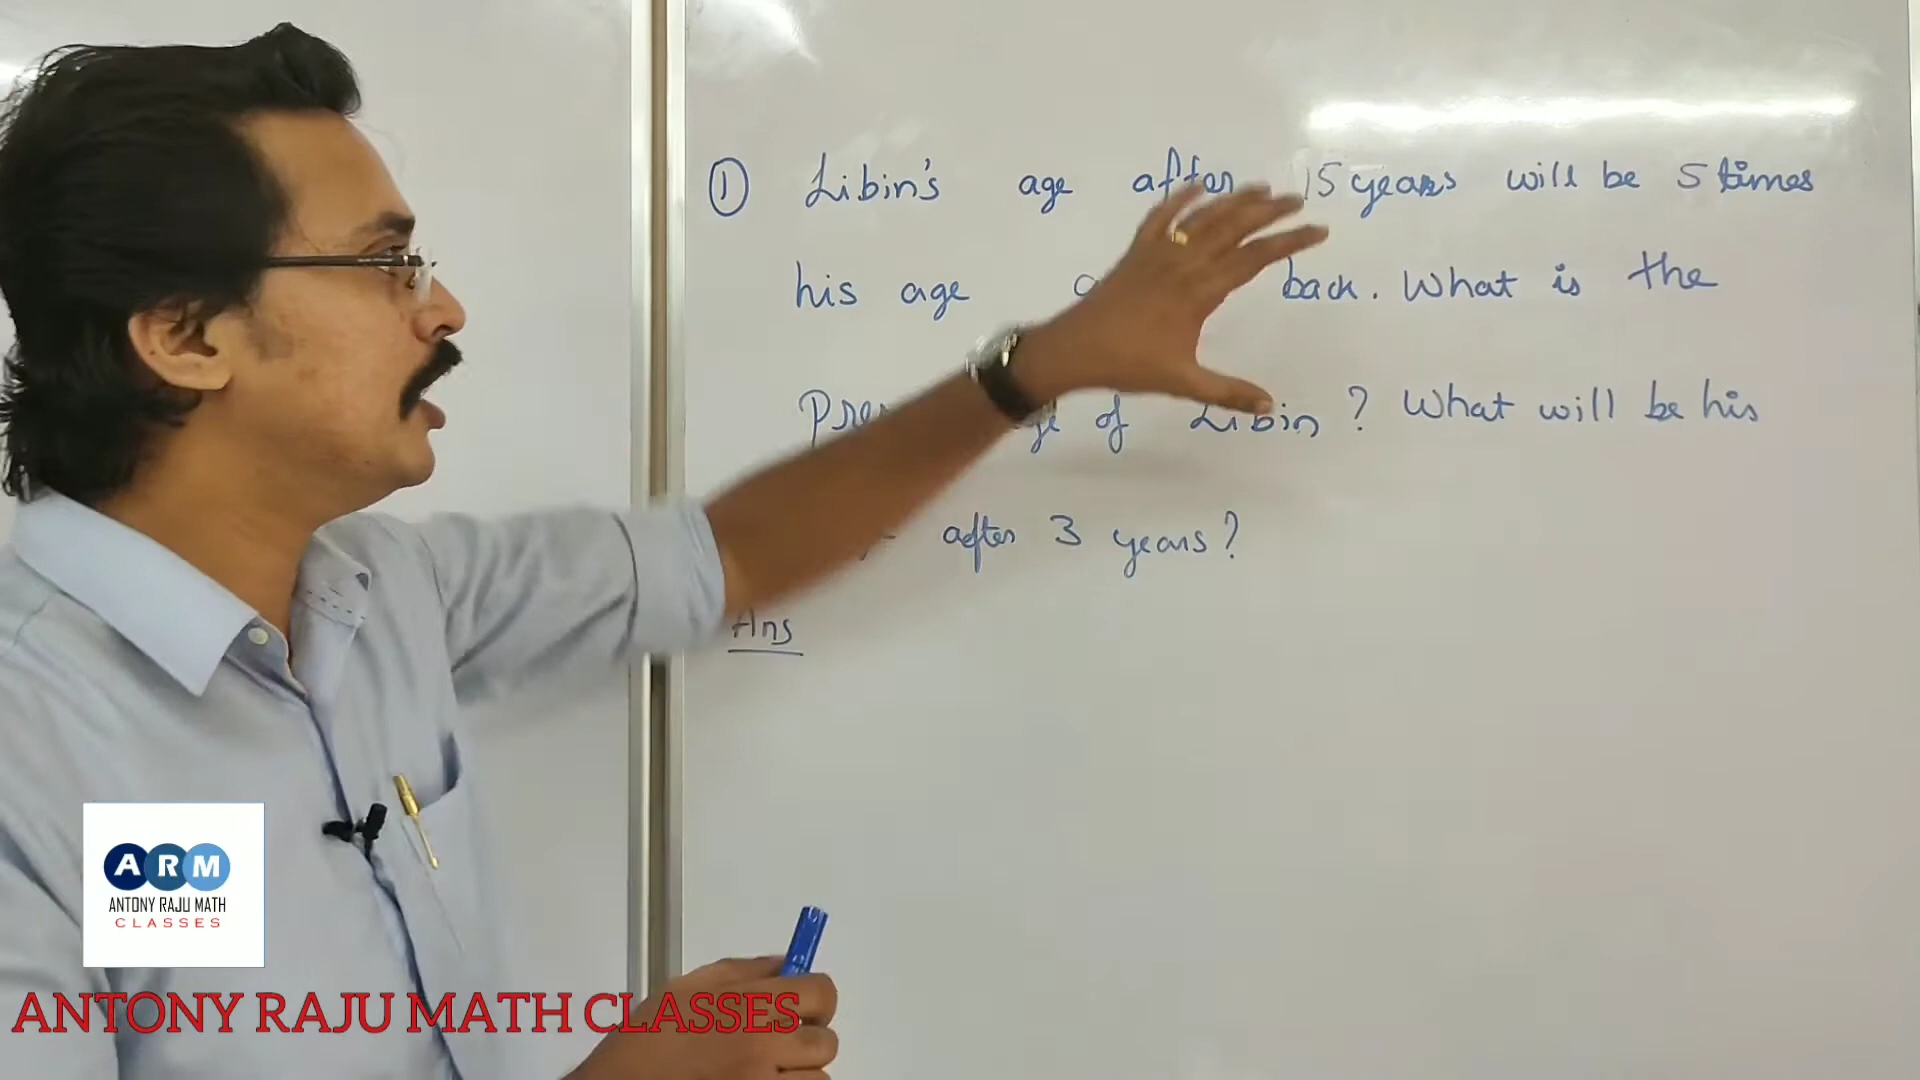 ① Libin's age after 15 years will be 5 times
his age back. What is the
of Libin ? What will be his
after 3 years?
Ans
ARM
ANTONY RAJU MATH
CLASSES
ANTONY RAJU MATH CLASSES